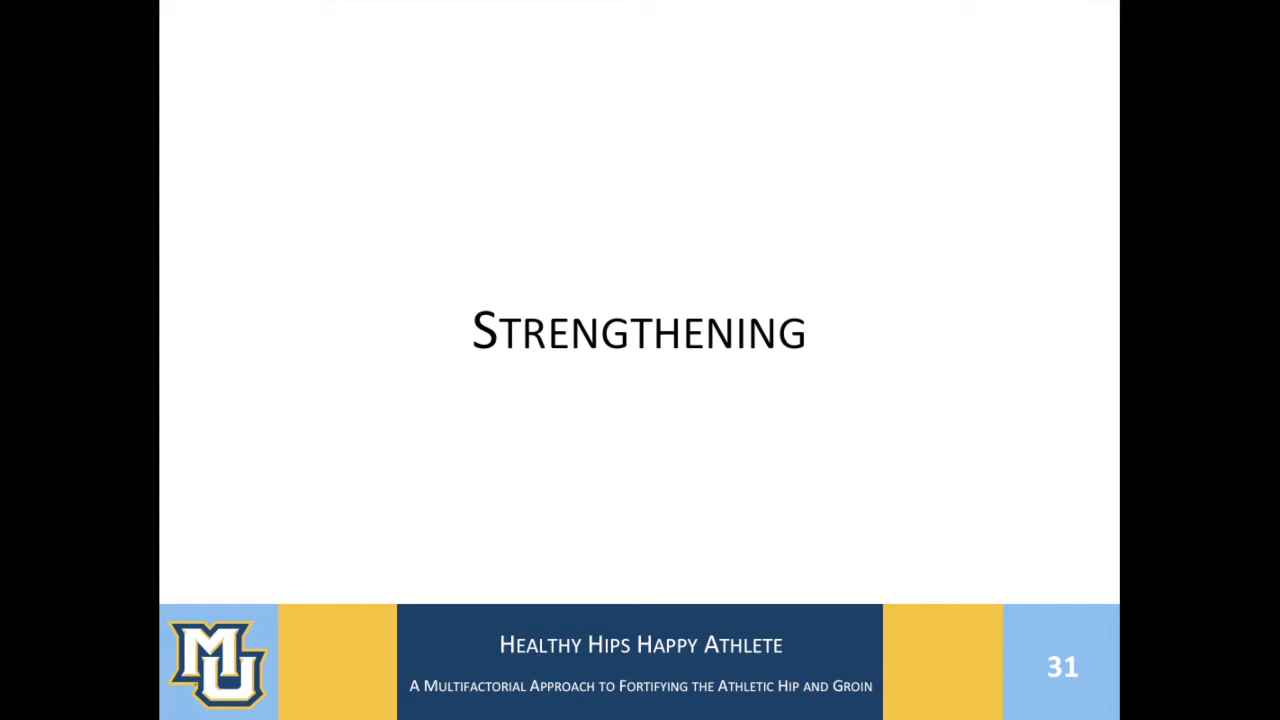 Strengthening
Healthy Hips Happy Athlete
A Multifactorial Approach to Fortifying the Athletic Hip and Groin
MU
31